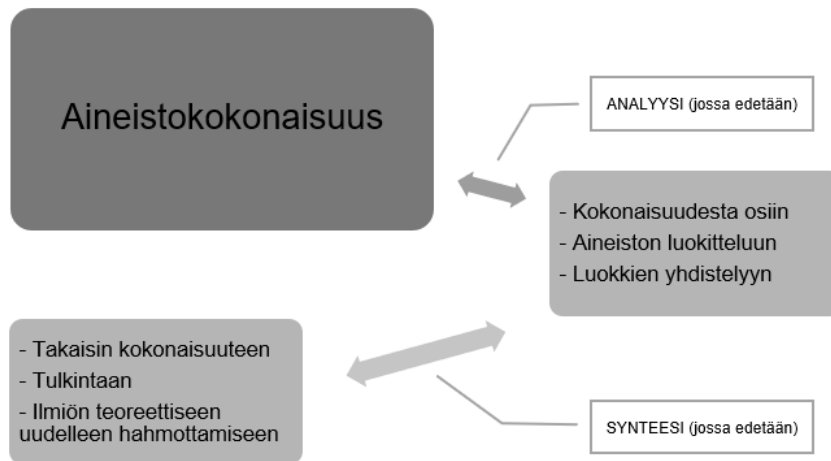 Aineistokokonaisuus
ANALYYSI (jossa edetään)
- Kokonaisuudesta osiin
- Aineiston luokitteluun
- Luokkien yhdistelyyn
- Takaisin kokonaisuuteen
- Tulkintaan
- Ilmiön teoreettiseen
uudelleen hahmottamiseen
SYNTEESI (jossa edetään)